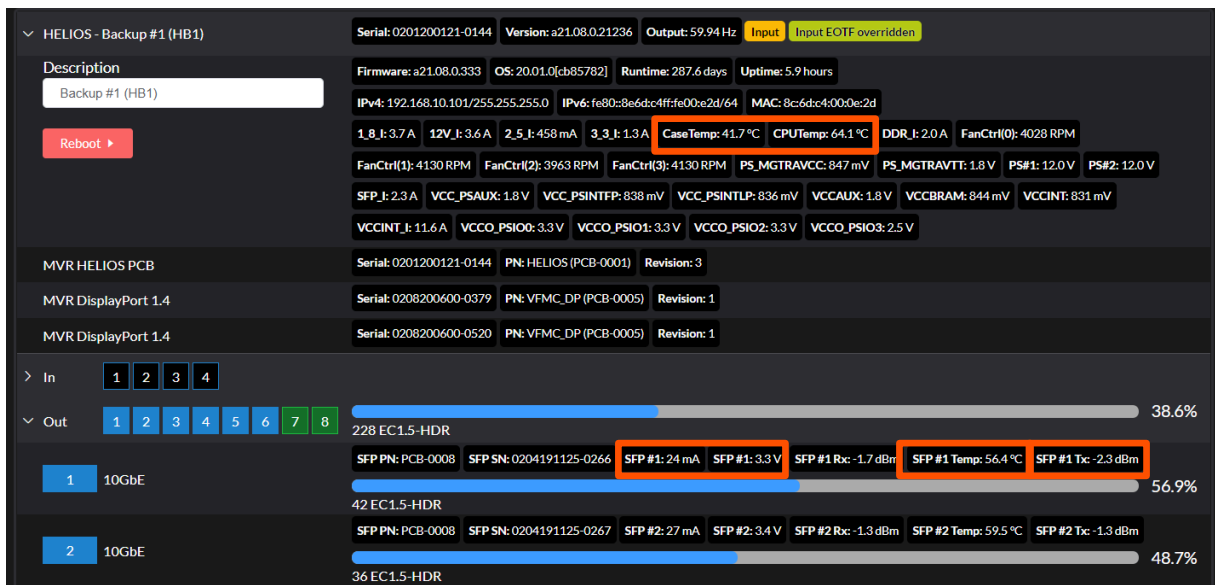 HELIOS - Backup #1 (HB1) Serial: 0201200121-0144 Version: a21.08.0.21236 Output: 59.94 Hz Input Input EOTF overridden
Description Firmware: a21.08.0.333 OS: 20.01.0[cb85782] Runtime: 287.6 days Uptime: 5.9 hours
Backup #1 (HB1) IPv4: 192.168.10.101/255.255.255.0 IPv6: fe80::8e6d:c4ff:fe00:e2d/64 MAC: 8c:6d:c4:00:0e:2d
Reboot 1_8_I: 3.7 A 12V_I: 3.6 A 2_5_I: 458 mA 3_3_I: 1.3 A CaseTemp: 41.7 ºC CPUTemp: 64.1 ºC DDR_I: 2.0 A FanCtrl(0): 4028 RPM
FanCtrl(1): 4130 RPM FanCtrl(2): 3963 RPM FanCtrl(3): 4130 RPM PS_MGTRAVCC: 847 mV PS_MGTRAVTT: 1.8 V PS#1: 12.0 V PS#2: 12.0 V
SFP_I: 2.3 A VCC_PSAUX: 1.8 V VCC_PSINTFP: 838 mV VCC_PSINTLP: 836 mV VCCAUX: 1.8 V VCCBRAM: 844 mV VCCINT: 831 mV
VCCINT_I: 11.6 A VCCO_PSIO0: 3.3 V VCCO_PSIO1: 3.3 V VCCO_PSIO2: 3.3 V VCCO_PSIO3: 2.5 V
MVR HELIOS PCB Serial: 0201200121-0144 PN: HELIOS (PCB-0001) Revision: 3
MVR DisplayPort 1.4 Serial: 0208200600-0379 PN: VFMC_DP (PCB-0005) Revision: 1
MVR DisplayPort 1.4 Serial: 0208200600-0520 PN: VFMC_DP (PCB-0005) Revision: 1
In 1 2 3 4
Out 1 2 3 4 5 6 7 8 38.6%
228 EC1.5-HDR
SFP PN: PCB-0008 SFP SN: 0204191125-0266 SFP #1: 24 mA SFP #1: 3.3 V SFP #1 Rx: -1.7 dBm SFP #1 Temp: 56.4 ºC SFP #1 Tx: -2.3 dBm
1 10GbE 56.9%
42 EC1.5-HDR
SFP PN: PCB-0008 SFP SN: 0204191125-0267 SFP #2: 27 mA SFP #2: 3.4 V SFP #2 Rx: -1.3 dBm SFP #2 Temp: 59.5 ºC SFP #2 Tx: -1.3 dBm
2 10GbE 48.7%
36 EC1.5-HDR